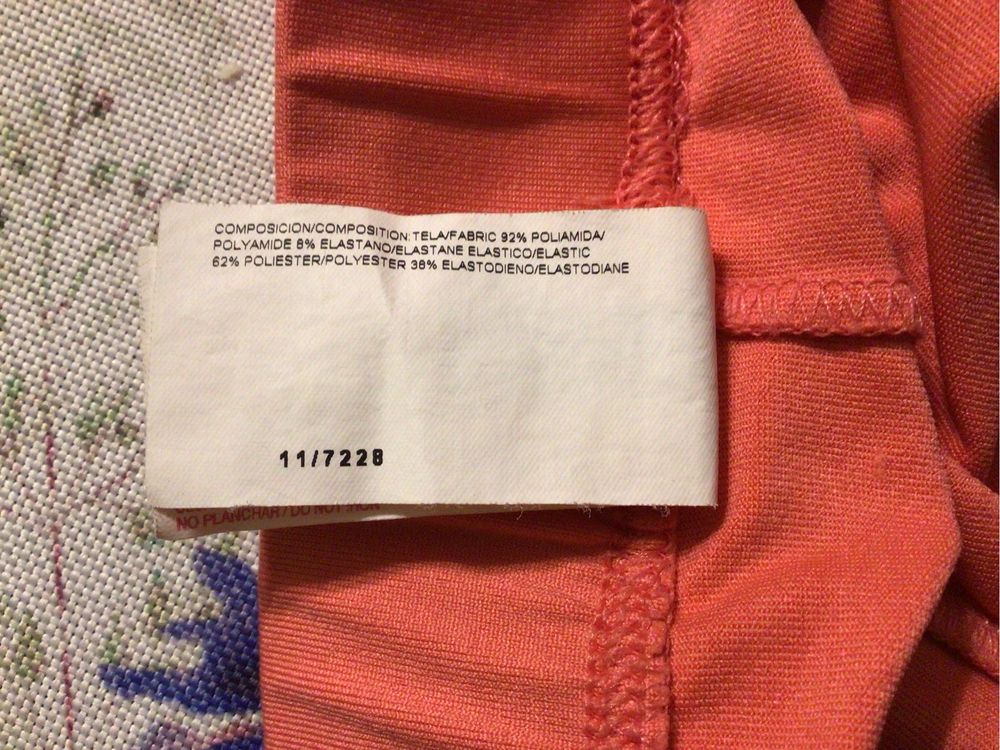 COMPOSICION/COMPOSITION: TELA/FABRIC 92% POLIAMIDA/
POLYAMIDE 8% ELASTANO/ELASTANE ELASTICO/ELASTIC
62% POLIESTER/POLYESTER 38% ELASTODIENO/ELASTODIANE
11/7228
NO PLANCHAR / DO NOT IRON